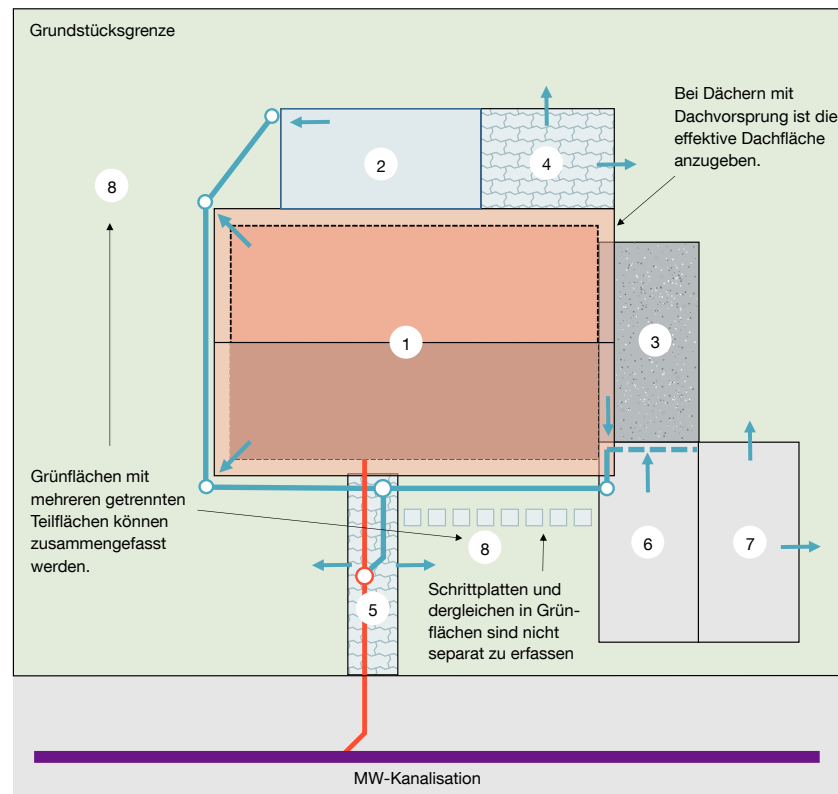 Grundstücksgrenze
Bei Dächern mit
Dachvorsprung ist die
effektive Dachfläche
anzugeben.
2
4
8
1
3
Grünflächen mit
mehreren getrennten
Teilflächen können
zusammengefasst
werden.
8
6
7
5
Schrittplatten und
dergleichen in Grün-
flächen sind nicht
separat zu erfassen
MW-Kanalisation